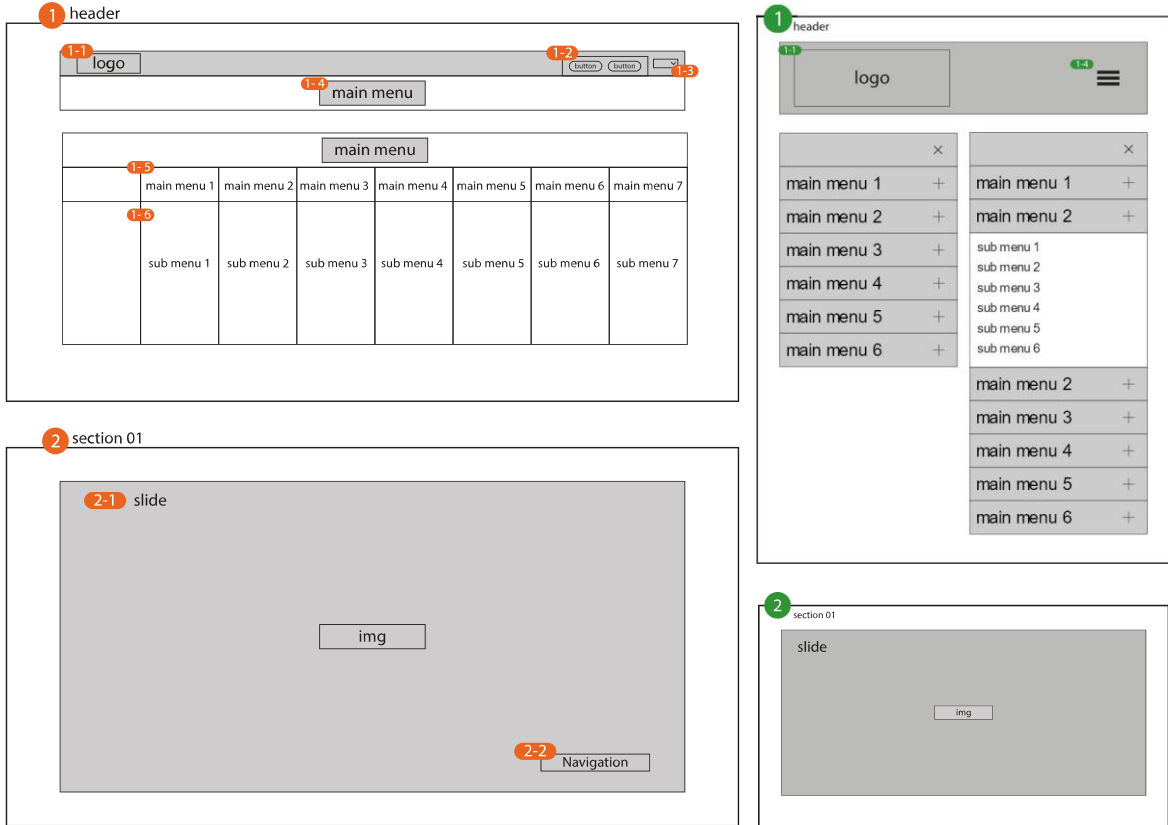 1 header
1-1
logo
1-2
button button
1-3
1-4
main menu
main menu
1-5
main menu 1 main menu 2 main menu 3 main menu 4 main menu 5 main menu 6 main menu 7
1-6
sub menu 1 sub menu 2 sub menu 3 sub menu 4 sub menu 5 sub menu 6 sub menu 7
2 section 01
2-1 slide
img
2-2
Navigation
1 header
1-1
logo
1-4
×
main menu 1 +
main menu 2 +
main menu 3 +
main menu 4 +
main menu 5 +
main menu 6 +
×
main menu 1 +
main menu 2 +
sub menu 1
sub menu 2
sub menu 3
sub menu 4
sub menu 5
sub menu 6
main menu 2 +
main menu 3 +
main menu 4 +
main menu 5 +
main menu 6 +
2 section 01
slide
img